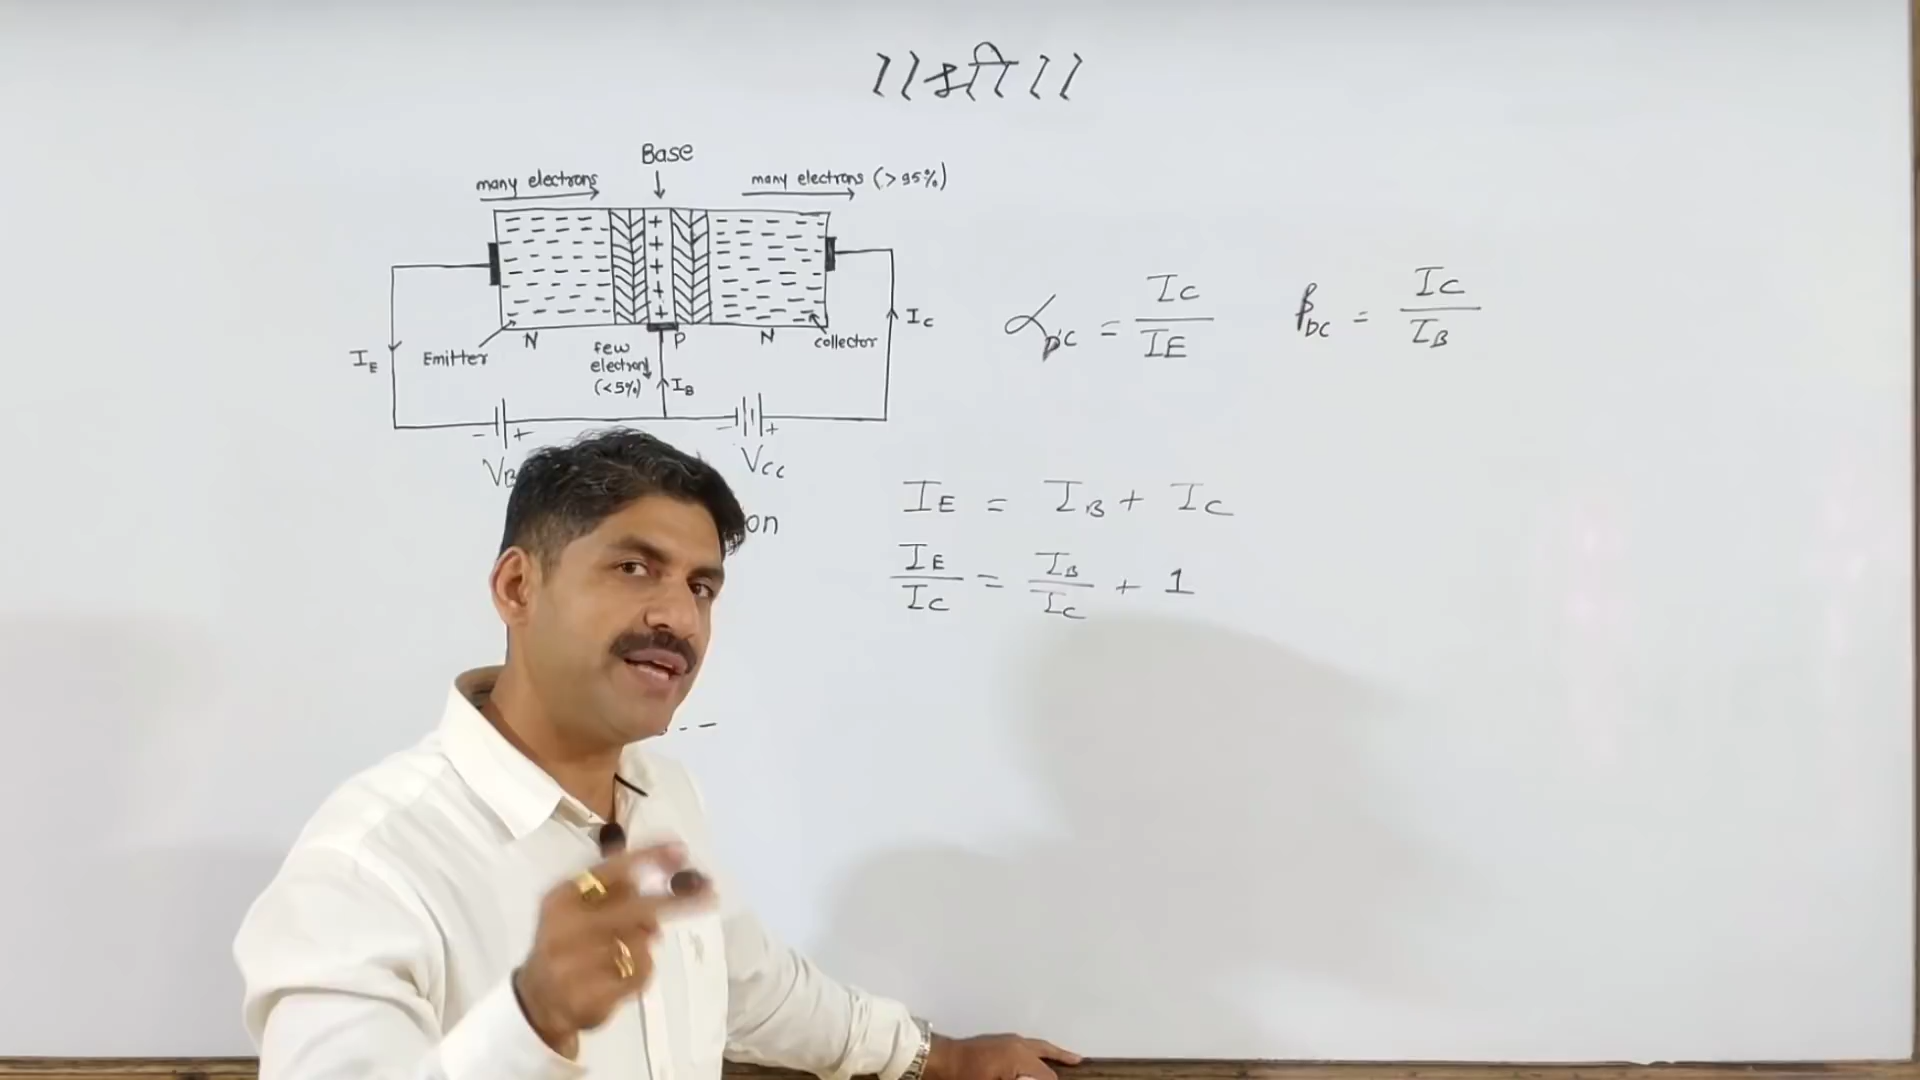 ।।श्री।।
Base
many electrons
many electrons (>95%)
Emitter
N
P
N
collector
few
electrons
(<5%)
I_E
I_B
I_C
- +
- +
V_CC
α_DC = I_C / I_E
β_DC = I_C / I_B
I_E = I_B + I_C
I_E / I_C = I_B / I_C + 1